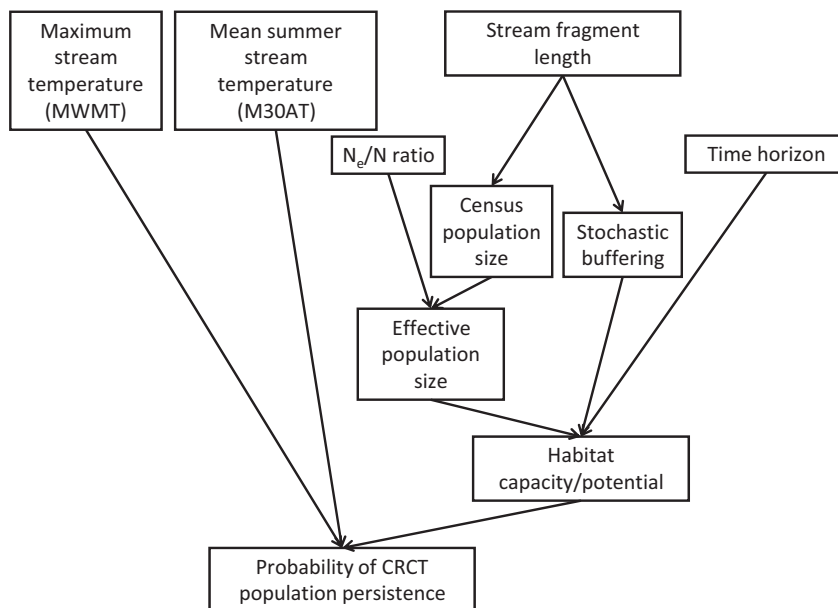 Maximum
stream
temperature
(MWMT)
Mean summer
stream
temperature
(M30AT)
Stream fragment
length
Nₑ/N ratio
Time horizon
Census
population
size
Stochastic
buffering
Effective
population
size
Habitat
capacity/potential
Probability of CRCT
population persistence